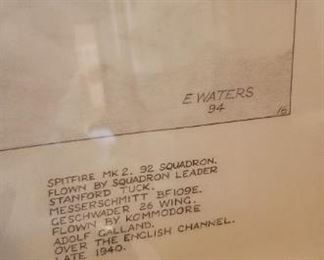 E WATERS
94
16
SPITFIRE MK 2. 92 SQUADRON.
FLOWN BY SQUADRON LEADER
STANFORD TUCK.
MESSERSCHMITT BF109E.
GESCHWADER 26 WING.
FLOWN BY KOMMODORE
ADOLF GALLAND.
OVER THE ENGLISH CHANNEL.
LATE 1940.